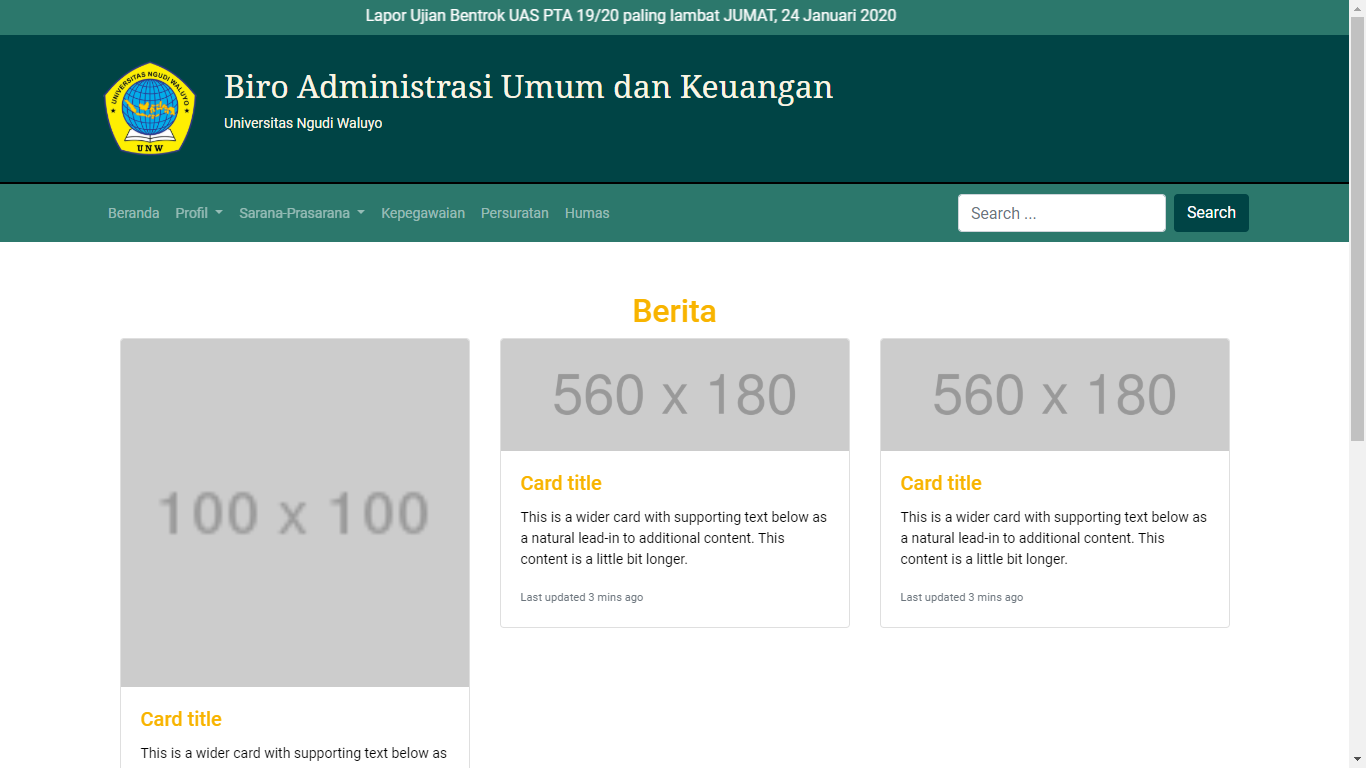 Lapor Ujian Bentrok UAS PTA 19/20 paling lambat JUMAT, 24 Januari 2020
UNIVERSITAS NGUDI WALUYO
UNW
Biro Administrasi Umum dan Keuangan
Universitas Ngudi Waluyo
Beranda Profil Sarana-Prasarana Kepegawaian Persuratan Humas Search ... Search
Berita
100 x 100
Card title
This is a wider card with supporting text below as
560 x 180
Card title
This is a wider card with supporting text below as
a natural lead-in to additional content. This
content is a little bit longer.
Last updated 3 mins ago
560 x 180
Card title
This is a wider card with supporting text below as
a natural lead-in to additional content. This
content is a little bit longer.
Last updated 3 mins ago